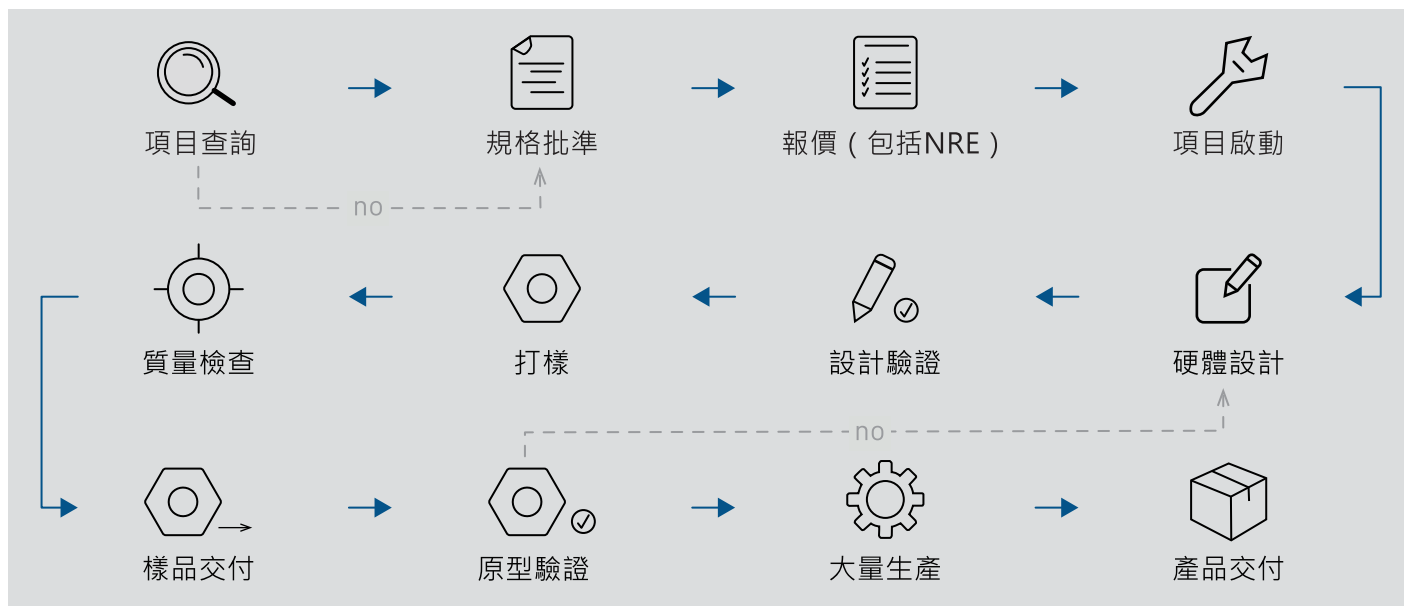 項目查詢
規格批準
報價（包括NRE）
項目啟動
no
質量檢查
打樣
設計驗證
硬體設計
no
樣品交付
原型驗證
大量生產
產品交付